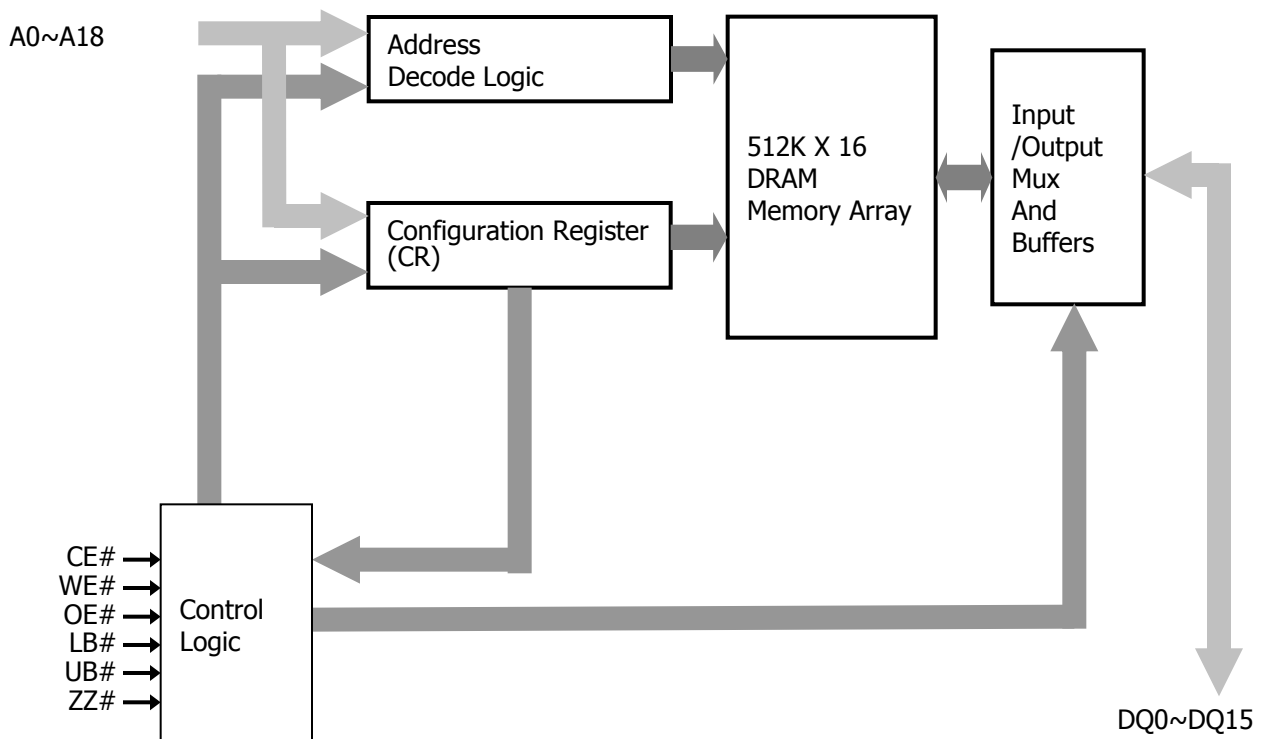 A0~A18
Address
Decode Logic
Configuration Register
(CR)
512K X 16
DRAM
Memory Array
Input
/Output
Mux
And
Buffers
CE#
WE#
OE#
LB#
UB#
ZZ#
Control
Logic
DQ0~DQ15